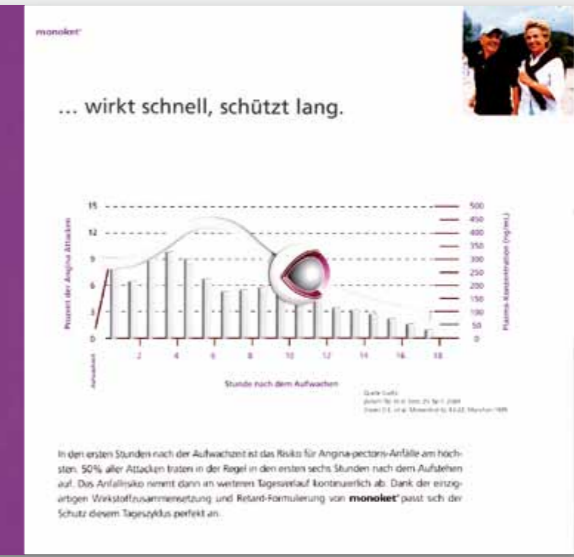 monoket®
... wirkt schnell, schützt lang.
Prozent der Angina Attacken
15
12
9
6
3
0
500
450
400
350
300
250
200
150
100
50
0
Plasma-Konzentration (ng/mL)
Aufwachzeit
2 4 6 8 10 12 14 16 18
Stunde nach dem Aufwachen
In den ersten Stunden nach der Aufwachzeit ist das Risiko für Angina-pectoris-Anfälle am höch-
sten. 50% aller Attacken traten in der Regel in den ersten sechs Stunden nach dem Aufstehen
auf. Das Anfallsrisiko nimmt dann im weiteren Tagesverlauf kontinuierlich ab. Dank der einzig-
artigen Wirkstoffzusammensetzung und Retard-Formulierung von monoket® passt sich der
Schutz diesem Tageszyklus perfekt an.